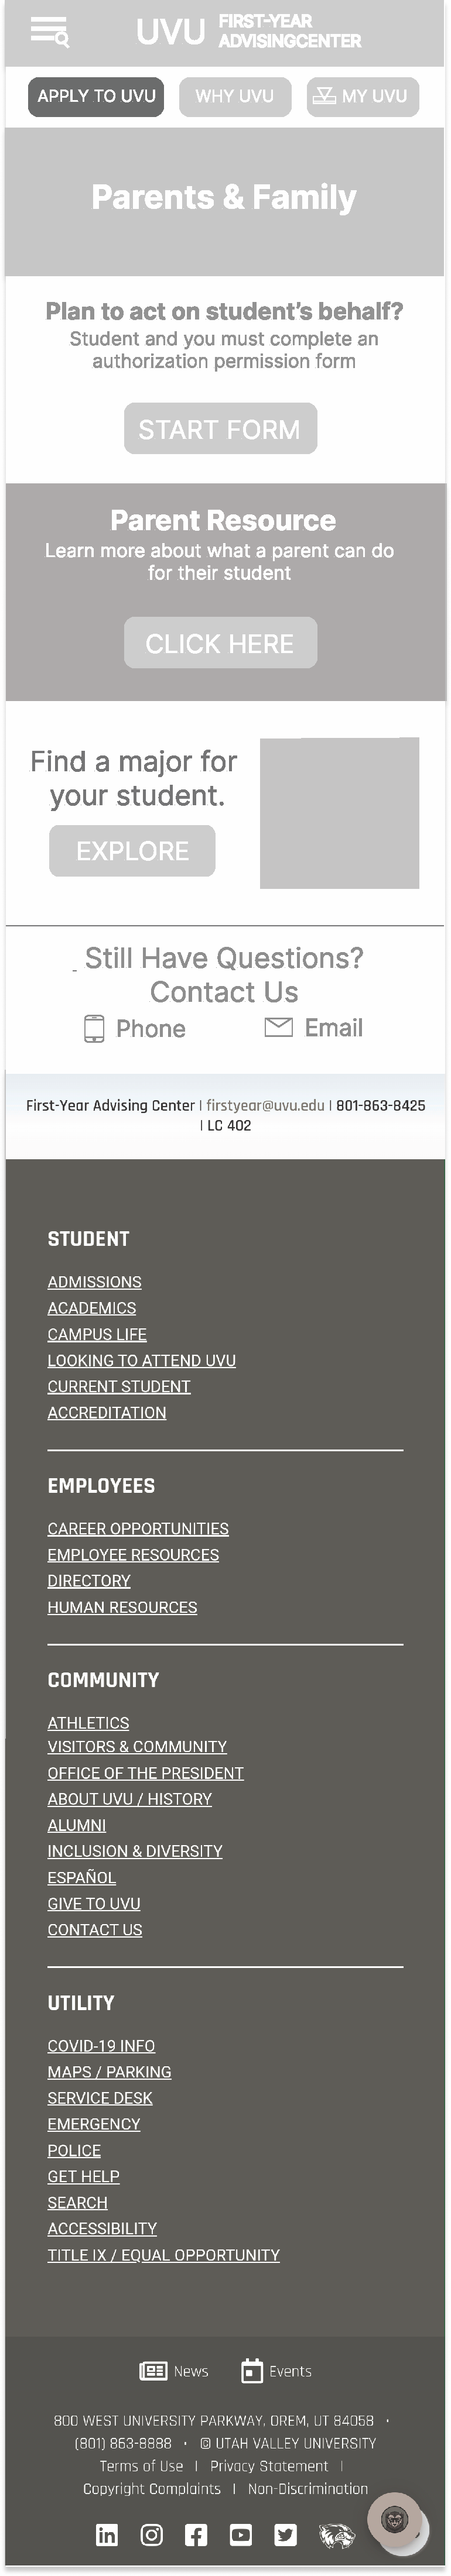 UVU FIRST-YEAR
ADVISINGCENTER
APPLY TO UVU WHY UVU MY UVU
Parents & Family
Plan to act on student's behalf?
Student and you must complete an
authorization permission form
START FORM
Parent Resource
Learn more about what a parent can do
for their student
CLICK HERE
Find a major for
your student.
EXPLORE
Still Have Questions?
Contact Us
Phone Email
First-Year Advising Center | firstyear@uvu.edu | 801-863-8425
| LC 402
STUDENT
ADMISSIONS
ACADEMICS
CAMPUS LIFE
LOOKING TO ATTEND UVU
CURRENT STUDENT
ACCREDITATION
EMPLOYEES
CAREER OPPORTUNITIES
EMPLOYEE RESOURCES
DIRECTORY
HUMAN RESOURCES
COMMUNITY
ATHLETICS
VISITORS & COMMUNITY
OFFICE OF THE PRESIDENT
ABOUT UVU / HISTORY
ALUMNI
INCLUSION & DIVERSITY
ESPAÑOL
GIVE TO UVU
CONTACT US
UTILITY
COVID-19 INFO
MAPS / PARKING
SERVICE DESK
EMERGENCY
POLICE
GET HELP
SEARCH
ACCESSIBILITY
TITLE IX / EQUAL OPPORTUNITY
News Events
800 WEST UNIVERSITY PARKWAY, OREM, UT 84058 ·
(801) 863-8888 · © UTAH VALLEY UNIVERSITY
Terms of Use | Privacy Statement |
Copyright Complaints | Non-Discrimination